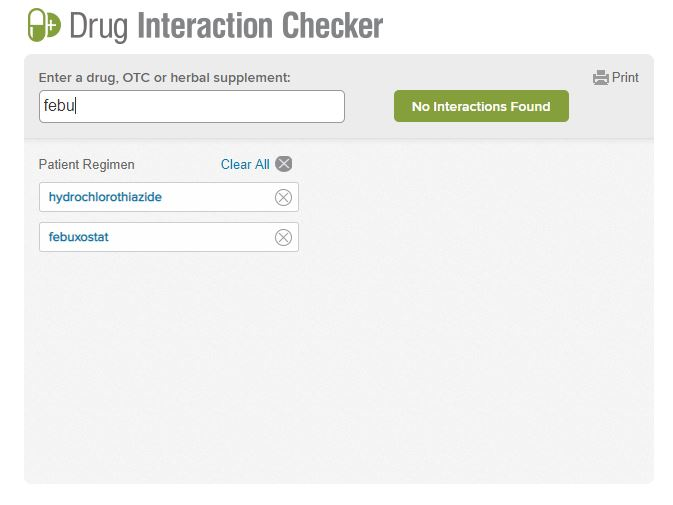 Drug Interaction Checker
Enter a drug, OTC or herbal supplement:
Print
febu
No Interactions Found
Patient Regimen
Clear All
hydrochlorothiazide
febuxostat